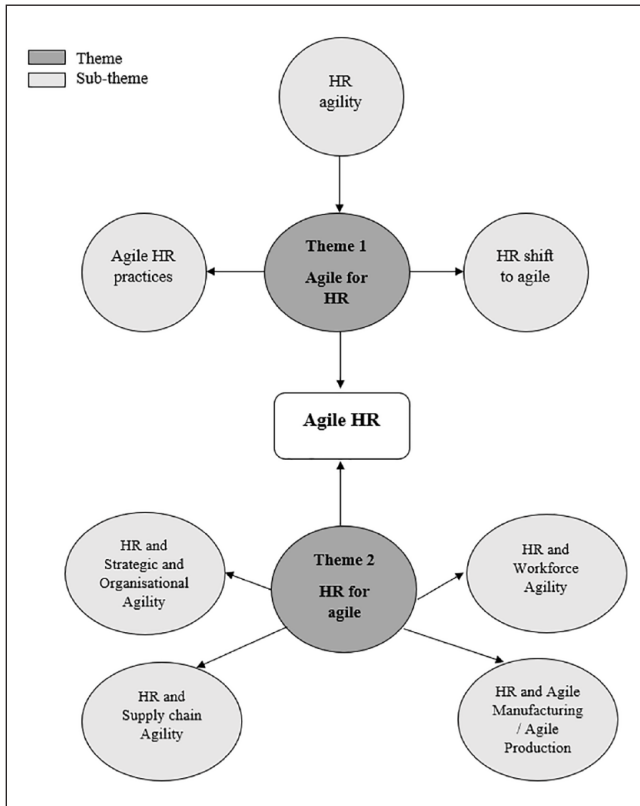 Theme
Sub-theme
HR
agility
Theme 1
Agile for
HR
Agile HR
practices
HR shift
to agile
Agile HR
HR and
Strategic and
Organisational
Agility
Theme 2
HR for
agile
HR and
Workforce
Agility
HR and
Supply chain
Agility
HR and Agile
Manufacturing
/ Agile
Production